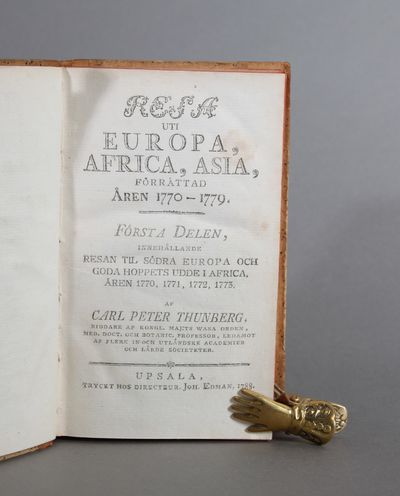 RESA
UTI
EUROPA,
AFRICA, ASIA,
FÖRRÄTTAD
ÅREN 1770-1779.
FÖRSTA DELEN,
INNEHÅLLANDE
RESAN TIL SÖDRA EUROPA OCH
GODA HOPPETS UDDE I AFRICA,
ÅREN 1770, 1771, 1772, 1773.
AF
CARL PETER THUNBERG,
RIDDARE AF KONGL. MAJ:TS WASA ORDEN,
MED. DOCT. OCH BOTANIC. PROFESSOR, LEDAMOT
AF FLERE IN- OCH UTLÄNDSKE ACADEMIER
OCH LÄRDE SOCIETETER.
UPSALA,
TRYCKT HOS DIRECTEUR. JOH. EDMAN, 1788.